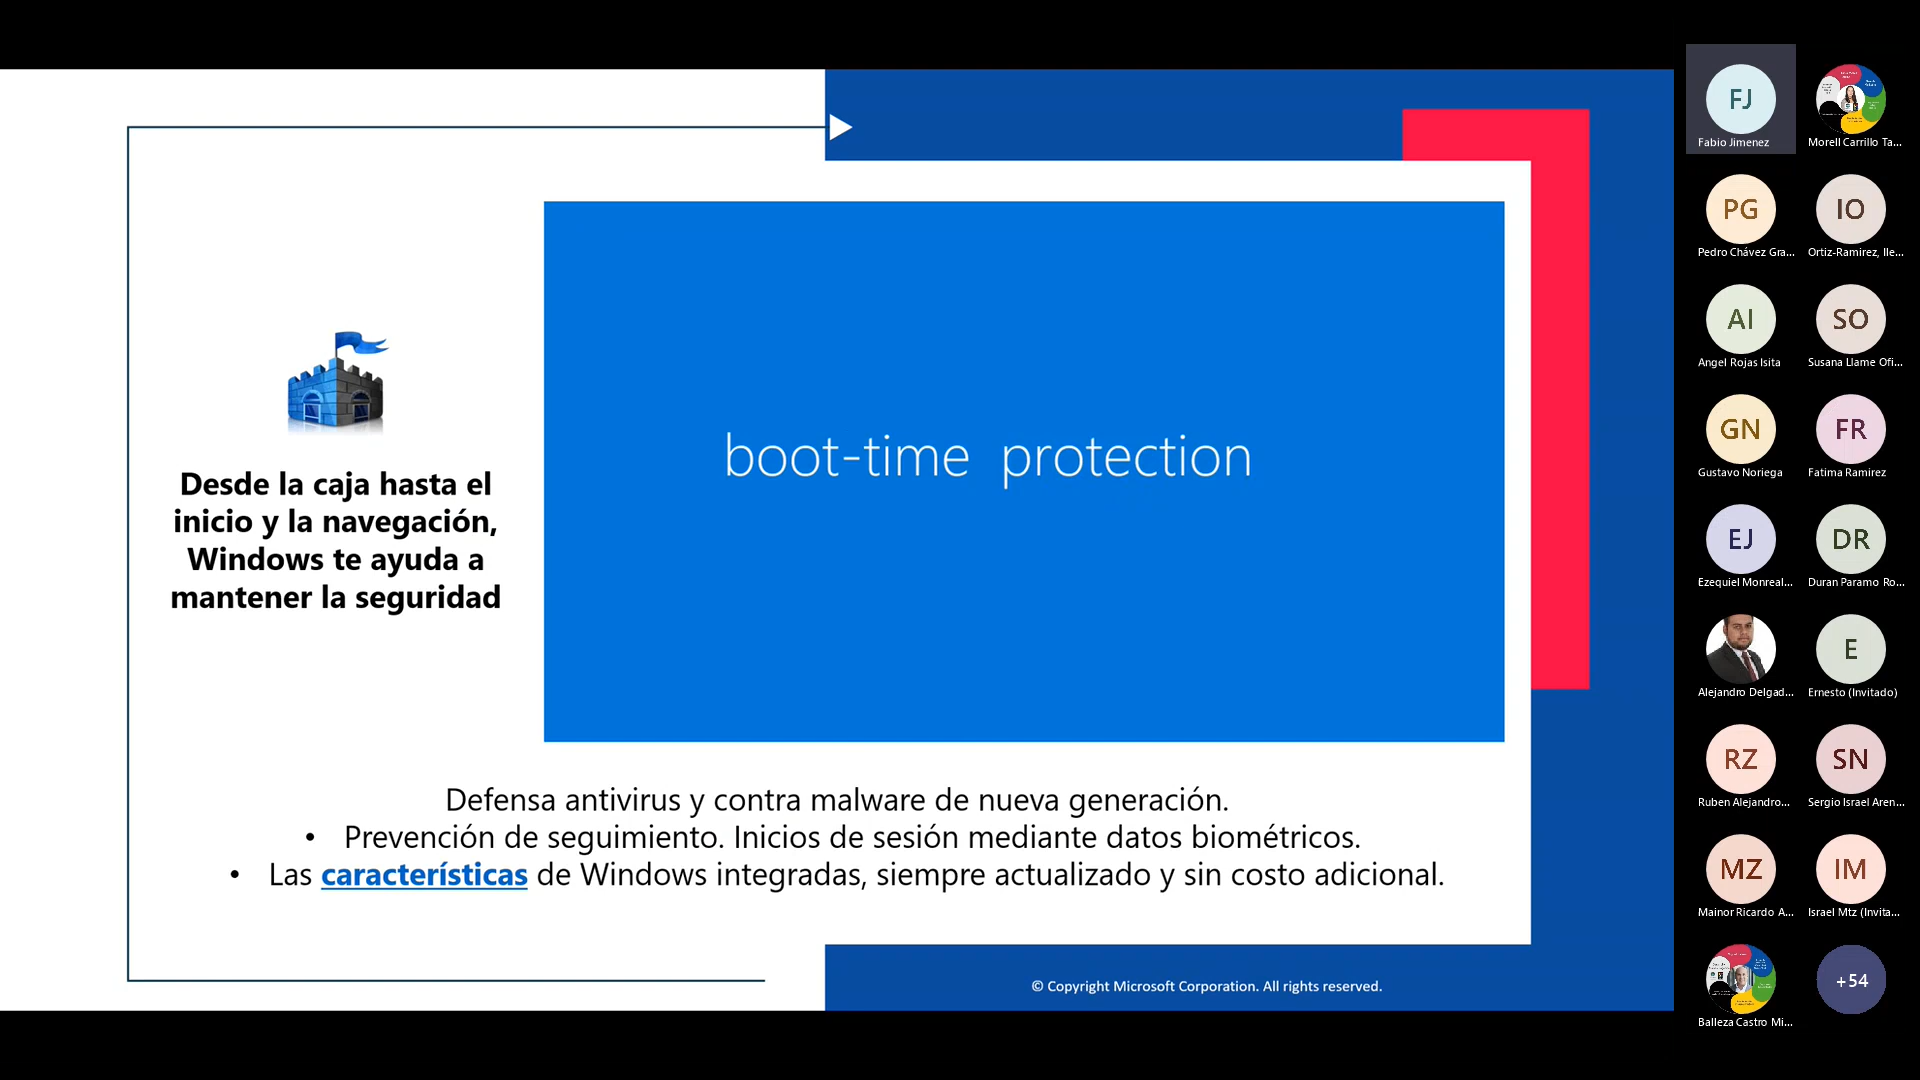 Desde la caja hasta el
inicio y la navegación,
Windows te ayuda a
mantener la seguridad
boot-time protection
Defensa antivirus y contra malware de nueva generación.
• Prevención de seguimiento. Inicios de sesión mediante datos biométricos.
• Las características de Windows integradas, siempre actualizado y sin costo adicional.
© Copyright Microsoft Corporation. All rights reserved.
FJ
Fabio Jimenez
Morell Carrillo Ta...
PG
Pedro Chávez Gra...
IO
Ortiz-Ramirez, Ile...
AI
Angel Rojas Isita
SO
Susana Llame Ofi...
GN
Gustavo Noriega
FR
Fatima Ramirez
EJ
Ezequiel Monreal...
DR
Duran Paramo Ro...
Alejandro Delgad...
E
Ernesto (Invitado)
RZ
Ruben Alejandro...
SN
Sergio Israel Aren...
MZ
Mainor Ricardo A...
IM
Israel Mtz (Invita...
Balleza Castro Mi...
+54